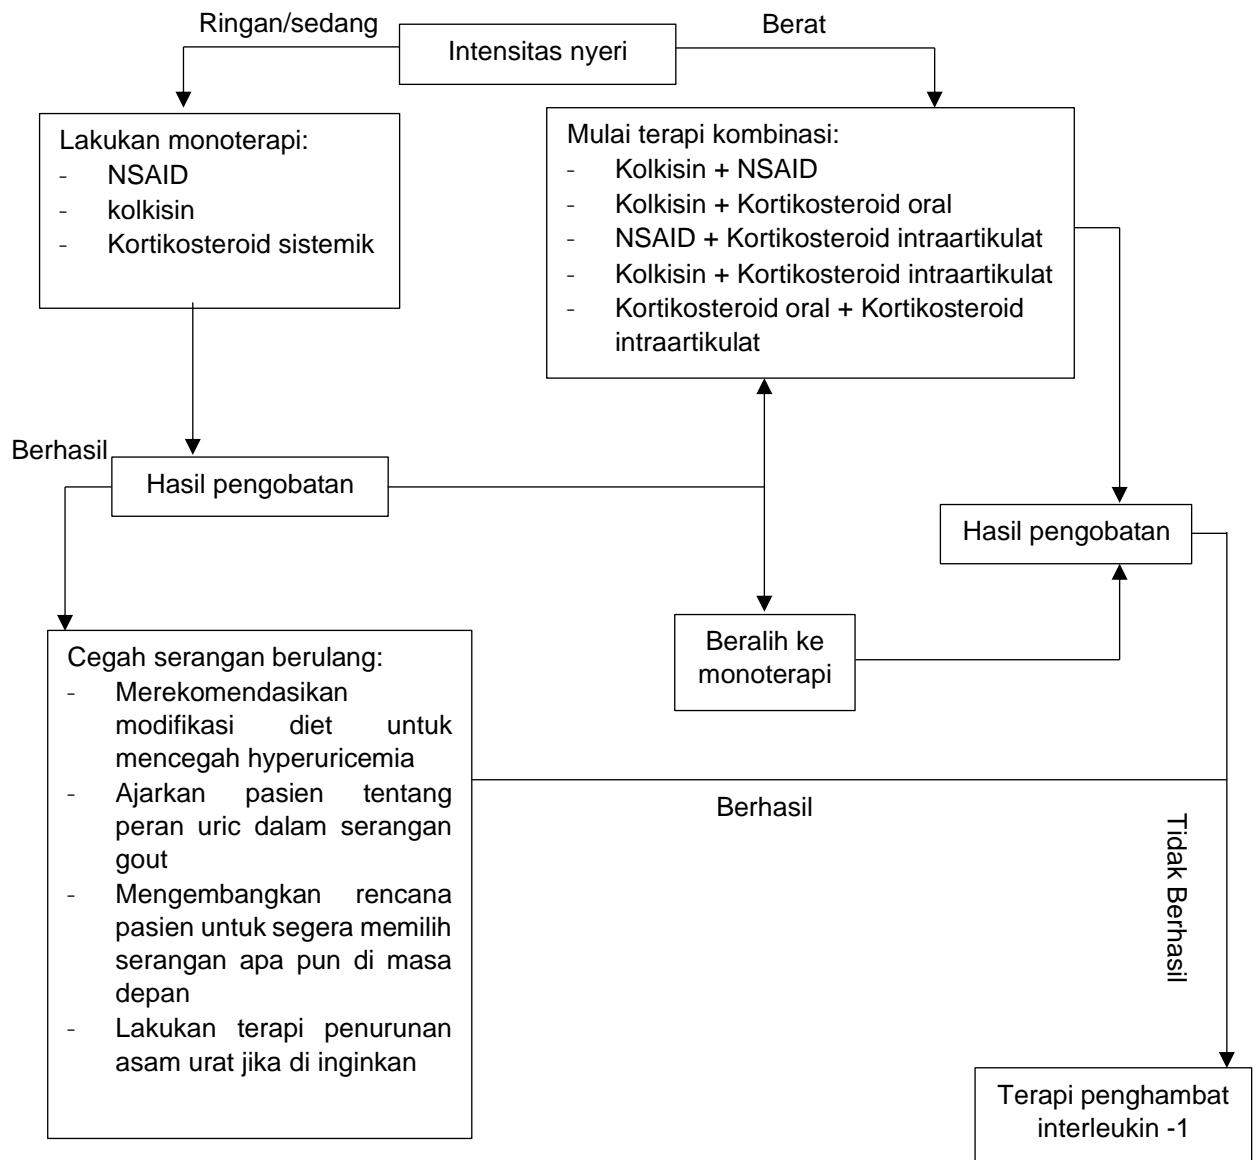 Ringan/sedang
Intensitas nyeri
Berat
Lakukan monoterapi:
- NSAID
- kolkisin
- Kortikosteroid sistemik
Mulai terapi kombinasi:
- Kolkisin + NSAID
- Kolkisin + Kortikosteroid oral
- NSAID + Kortikosteroid intraartikulat
- Kolkisin + Kortikosteroid intraartikulat
- Kortikosteroid oral + Kortikosteroid
intraartikulat
Berhasil
Hasil pengobatan
Hasil pengobatan
Beralih ke
monoterapi
Cegah serangan berulang:
- Merekomendasikan
modifikasi diet untuk
mencegah hyperuricemia
- Ajarkan pasien tentang
peran uric dalam serangan
gout
- Mengembangkan rencana
pasien untuk segera memilih
serangan apa pun di masa
depan
- Lakukan terapi penurunan
asam urat jika di inginkan
Berhasil
Tidak Berhasil
Terapi penghambat
interleukin -1